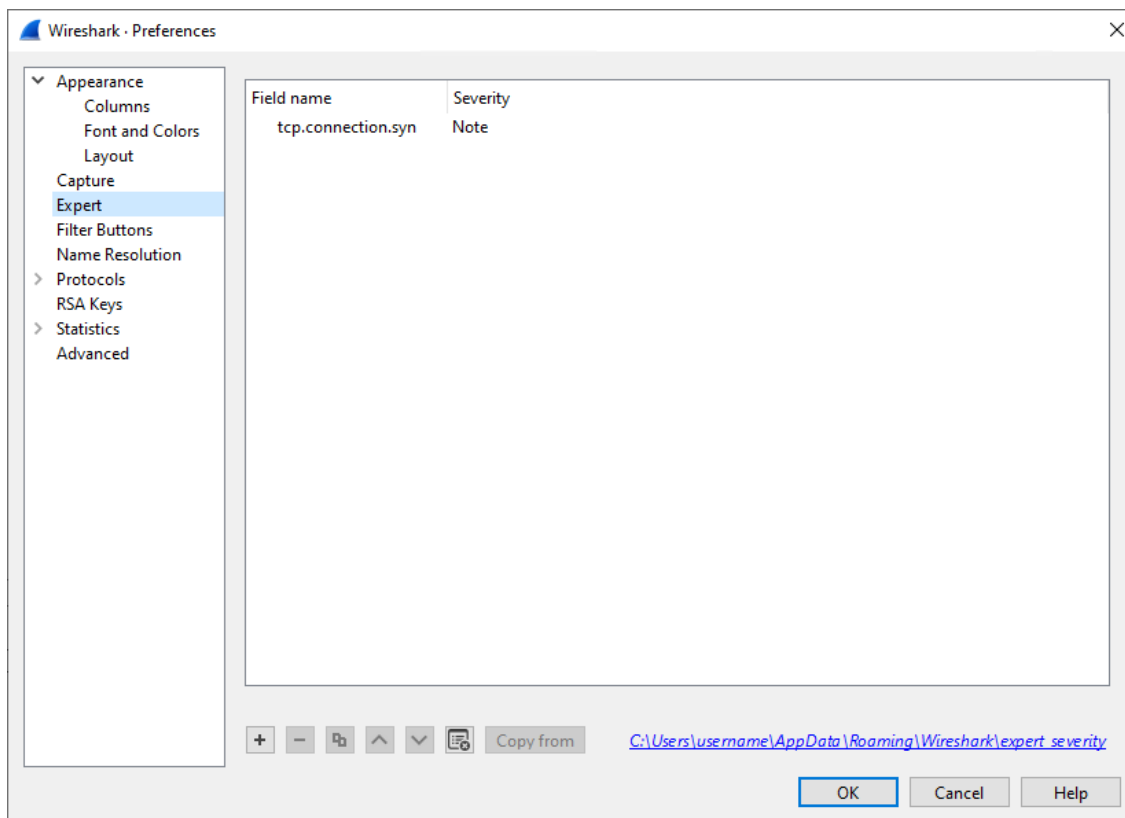 Wireshark · Preferences
Appearance
Columns
Font and Colors
Layout
Capture
Expert
Filter Buttons
Name Resolution
Protocols
RSA Keys
Statistics
Advanced
Field name Severity
tcp.connection.syn Note
Copy from C:\Users\username\AppData\Roaming\Wireshark\expert_severity
OK Cancel Help